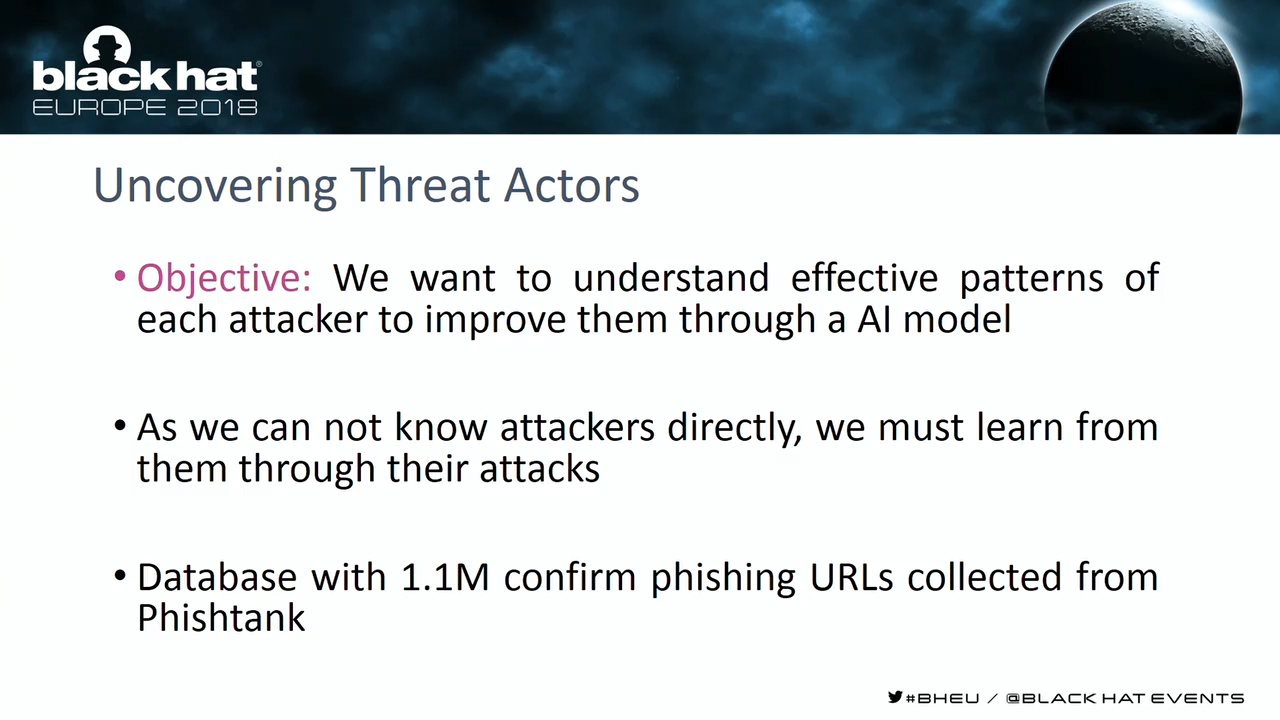 black hat®
EUROPE 2018
Uncovering Threat Actors
• Objective: We want to understand effective patterns of
each attacker to improve them through a AI model
• As we can not know attackers directly, we must learn from
them through their attacks
• Database with 1.1M confirm phishing URLs collected from
Phishtank
#BHEU / @BLACK HAT EVENTS